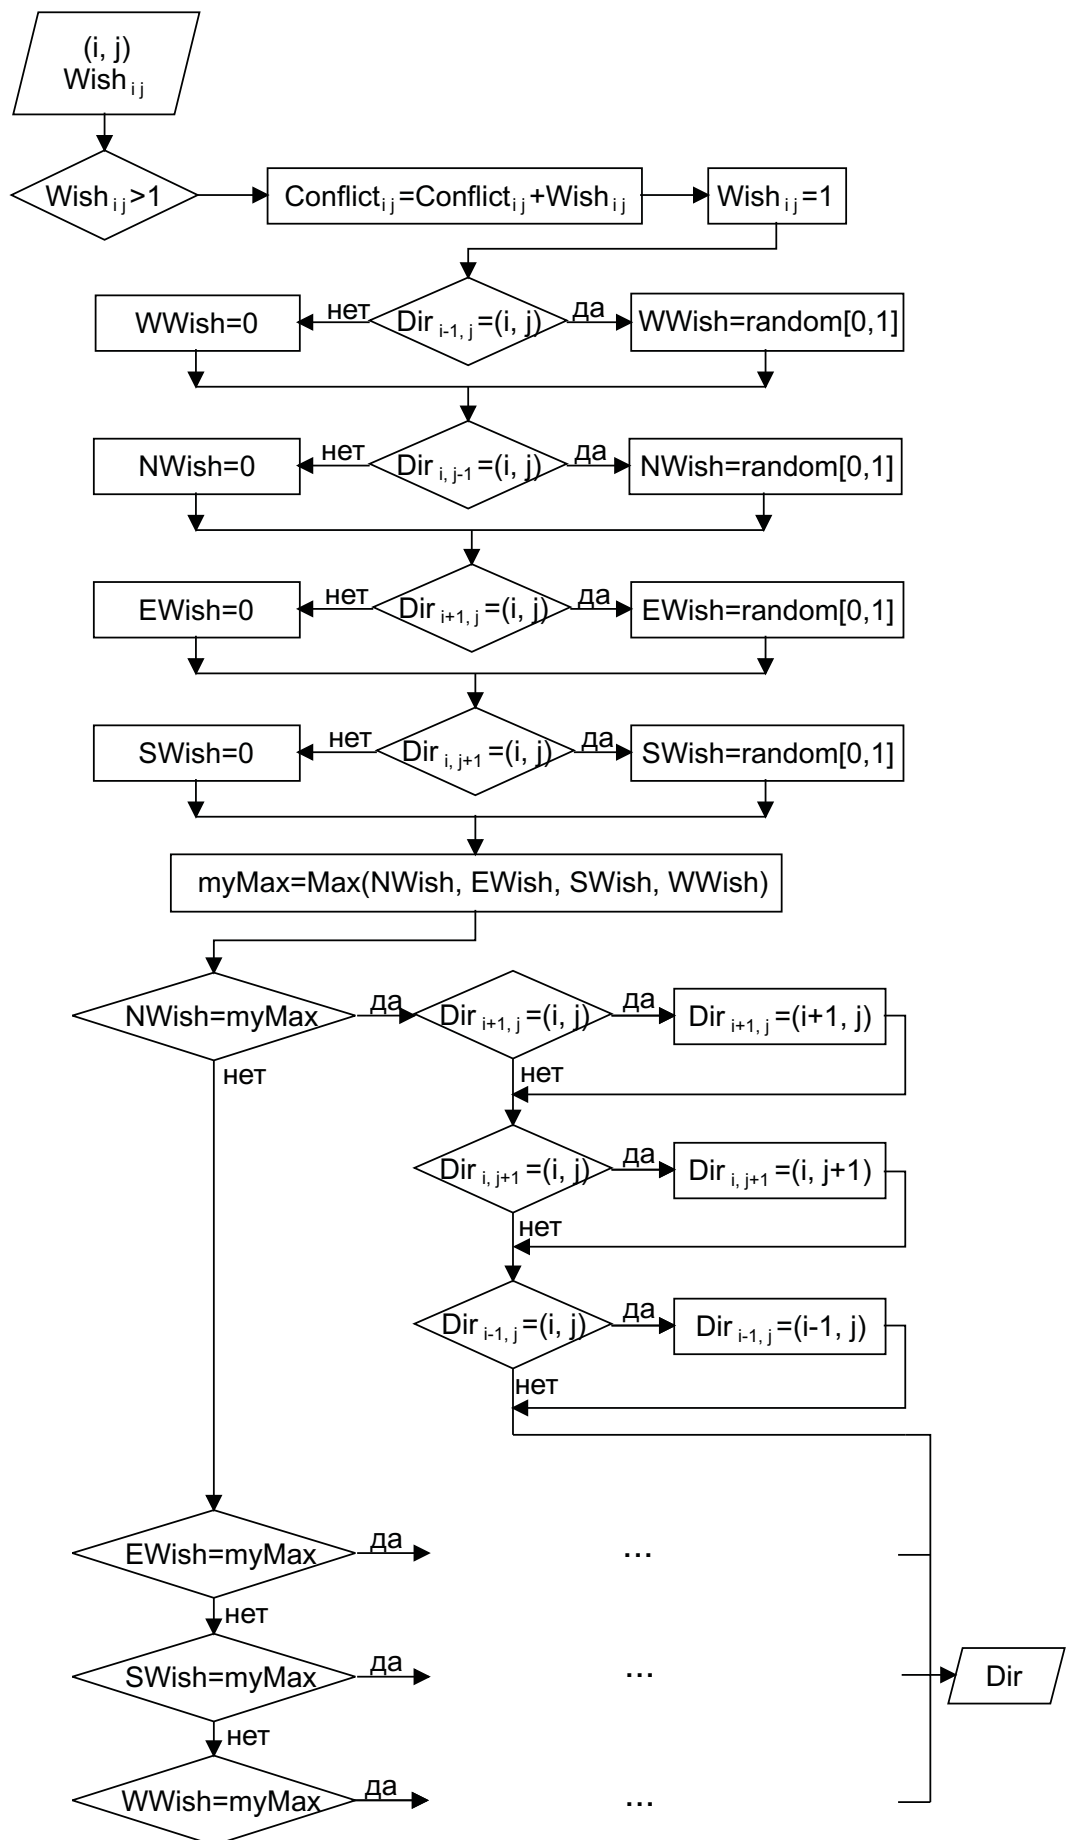 (i, j)
Wish i j
Wish i j>1
Conflict i j=Conflict i j+Wish i j
Wish i j=1
WWish=0
нет
Dir i-1, j =(i, j)
да
WWish=random[0,1]
NWish=0
нет
Dir i, j-1 =(i, j)
да
NWish=random[0,1]
EWish=0
нет
Dir i+1, j =(i, j)
да
EWish=random[0,1]
SWish=0
нет
Dir i, j+1 =(i, j)
да
SWish=random[0,1]
myMax=Max(NWish, EWish, SWish, WWish)
NWish=myMax
да
Dir i+1, j =(i, j)
да
Dir i+1, j =(i+1, j)
нет
нет
Dir i, j+1 =(i, j)
да
Dir i, j+1 =(i, j+1)
нет
Dir i-1, j =(i, j)
да
Dir i-1, j =(i-1, j)
нет
EWish=myMax
да
...
нет
SWish=myMax
да
...
Dir
нет
WWish=myMax
да
...